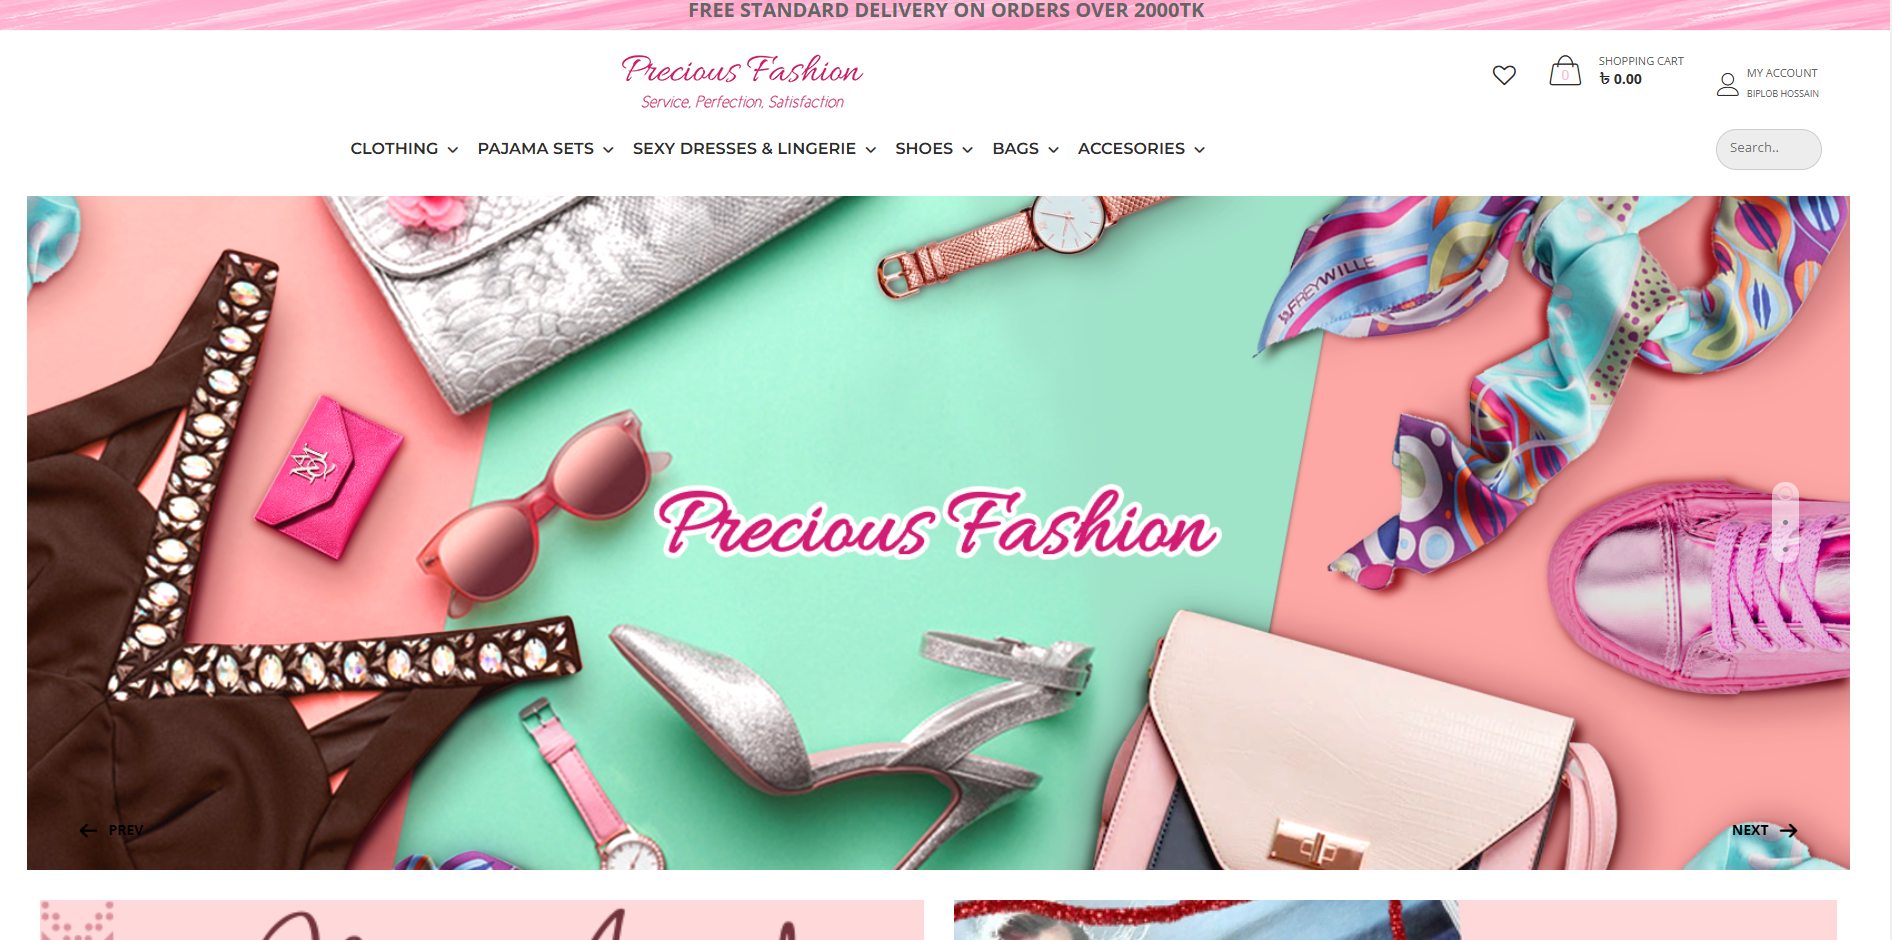 FREE STANDARD DELIVERY ON ORDERS OVER 2000TK
Precious Fashion
Service, Perfection, Satisfaction
0
SHOPPING CART
৳ 0.00
MY ACCOUNT
BIPLOB HOSSAIN
CLOTHING PAJAMA SETS SEXY DRESSES & LINGERIE SHOES BAGS ACCESORIES
Search..
FREYWILLE
Precious Fashion
PREV
NEXT